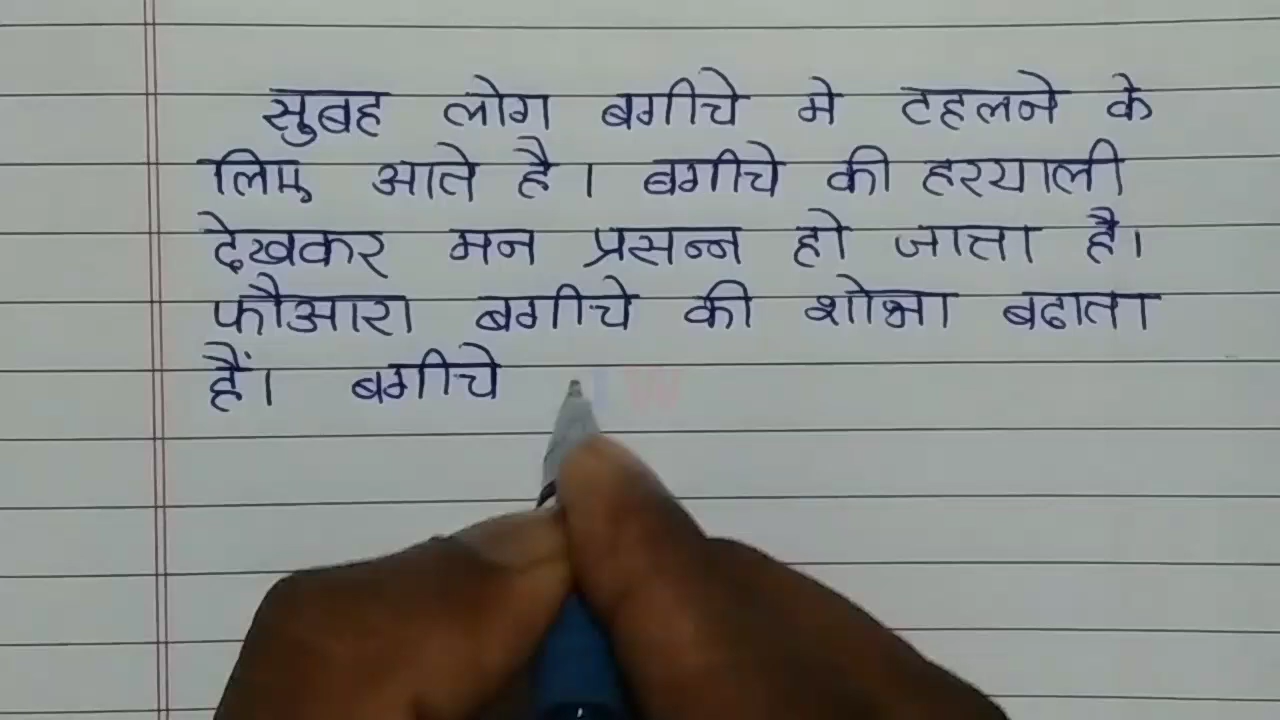 सुबह लोग बगीचे मे टहलने के
लिए आते है। बगीचे की हरयाली
देखकर मन प्रसन्न हो जाता है।
फौआरा बगीचे की शोभा बढाता
हैं। बगीचे